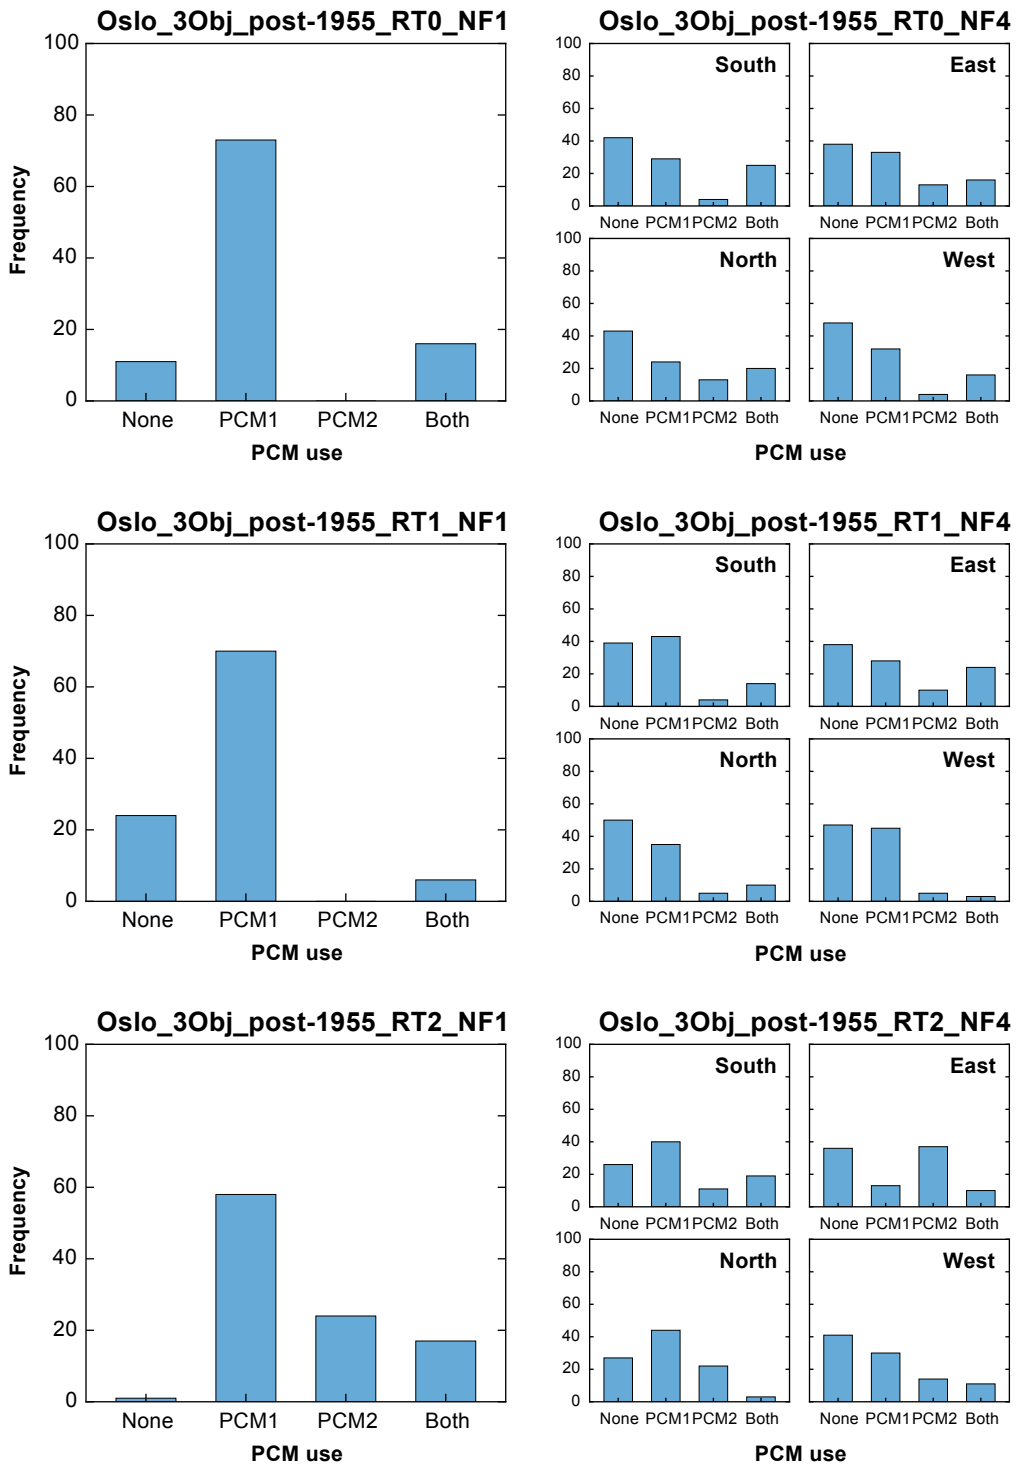 Oslo_3Obj_post-1955_RT0_NF1
100
80
60
40
20
0
Frequency
None PCM1 PCM2 Both
PCM use
Oslo_3Obj_post-1955_RT0_NF4
South
100
80
60
40
20
0
None PCM1 PCM2 Both
East
None PCM1 PCM2 Both
North
100
80
60
40
20
0
None PCM1 PCM2 Both
West
None PCM1 PCM2 Both
PCM use
Oslo_3Obj_post-1955_RT1_NF1
100
80
60
40
20
0
Frequency
None PCM1 PCM2 Both
PCM use
Oslo_3Obj_post-1955_RT1_NF4
South
100
80
60
40
20
0
None PCM1 PCM2 Both
East
None PCM1 PCM2 Both
North
100
80
60
40
20
0
None PCM1 PCM2 Both
West
None PCM1 PCM2 Both
PCM use
Oslo_3Obj_post-1955_RT2_NF1
100
80
60
40
20
0
Frequency
None PCM1 PCM2 Both
PCM use
Oslo_3Obj_post-1955_RT2_NF4
South
100
80
60
40
20
0
None PCM1 PCM2 Both
East
None PCM1 PCM2 Both
North
100
80
60
40
20
0
None PCM1 PCM2 Both
West
None PCM1 PCM2 Both
PCM use